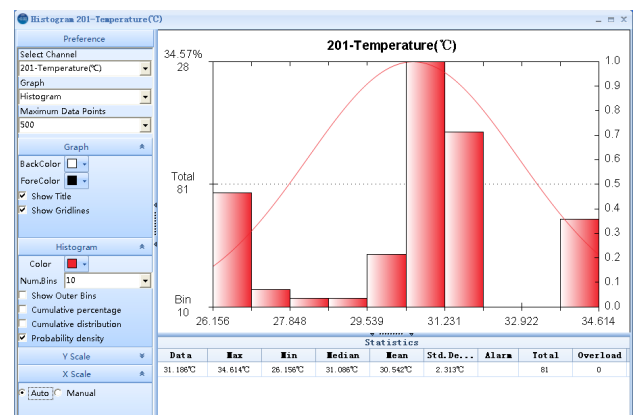 Histogram 201-Temperature(℃)
Preference
Select Channel
201-Temperature(℃)
Graph
Histogram
Maximum Data Points
500
Graph
BackColor
ForeColor
Show Title
Show Gridlines
Histogram
Color
Num.Bins 10
Show Outer Bins
Cumulative percentage
Cumulative distribution
Probability density
Y Scale
X Scale
Auto Manual
201-Temperature(℃)
34.57%
28
Total
81
Bin
10
1.0
0.9
0.8
0.7
0.6
0.5
0.4
0.3
0.2
0.1
0.0
26.156 27.848 29.539 31.231 32.922 34.614
Statistics
Data Max Min Median Mean Std.De... Alarm Total Overload
31.186℃ 34.614℃ 26.156℃ 31.086℃ 30.542℃ 2.313℃ 81 0